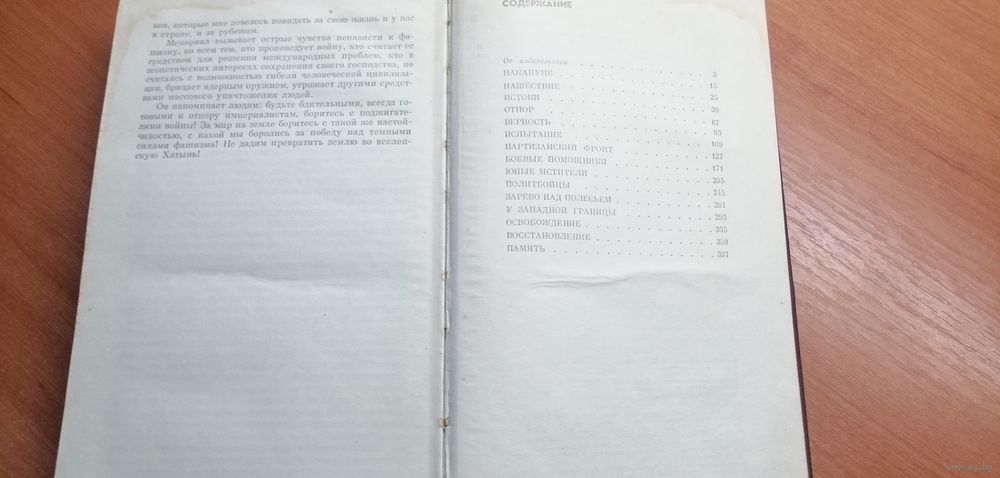 ков, которые мне довелось повидать за свою жизнь и у нас
в стране, и за рубежом.
Мемориал вызывает острые чувства ненависти к фа-
шизму, ко всем тем, кто проповедует войну, кто считает ее
средством для решения международных проблем, кто в
эгоистических интересах сохранения своего господства, не
считаясь с возможностью гибели человеческой цивилиза-
ции, бряцает ядерным оружием, угрожает другими средст-
вами массового уничтожения людей.
Он напоминает людям: будьте бдительными, всегда го-
товыми к отпору империалистам, боритесь с поджигате-
лями войны! За мир на земле боритесь с такой же настой-
чивостью, с какой мы боролись за победу над темными
силами фашизма! Не дадим превратить землю во вселен-
скую Хатынь!
СОДЕРЖАНИЕ
От издательства
НАКАНУНЕ . . . . . . . . . . 3
НАШЕСТВИЕ . . . . . . . . . . 15
ИСТОКИ . . . . . . . . . . 25
ОТПОР . . . . . . . . . . 39
ВЕРНОСТЬ . . . . . . . . . . 67
ИСПЫТАНИЕ . . . . . . . . . . 93
ПАРТИЗАНСКИЙ ФРОНТ . . . . . . . 109
БОЕВЫЕ ПОМОЩНИКИ . . . . . . . 127
ЮНЫЕ МСТИТЕЛИ . . . . . . . . 171
ПОЛИТБОЙЦЫ . . . . . . . . . 205
ЗАРЕВО НАД ПОЛЕСЬЕМ . . . . . . . 245
У ЗАПАДНОЙ ГРАНИЦЫ . . . . . . . 261
ОСВОБОЖДЕНИЕ . . . . . . . . . 293
ВОССТАНОВЛЕНИЕ . . . . . . . . 335
ПАМЯТЬ . . . . . . . . . . 359
397